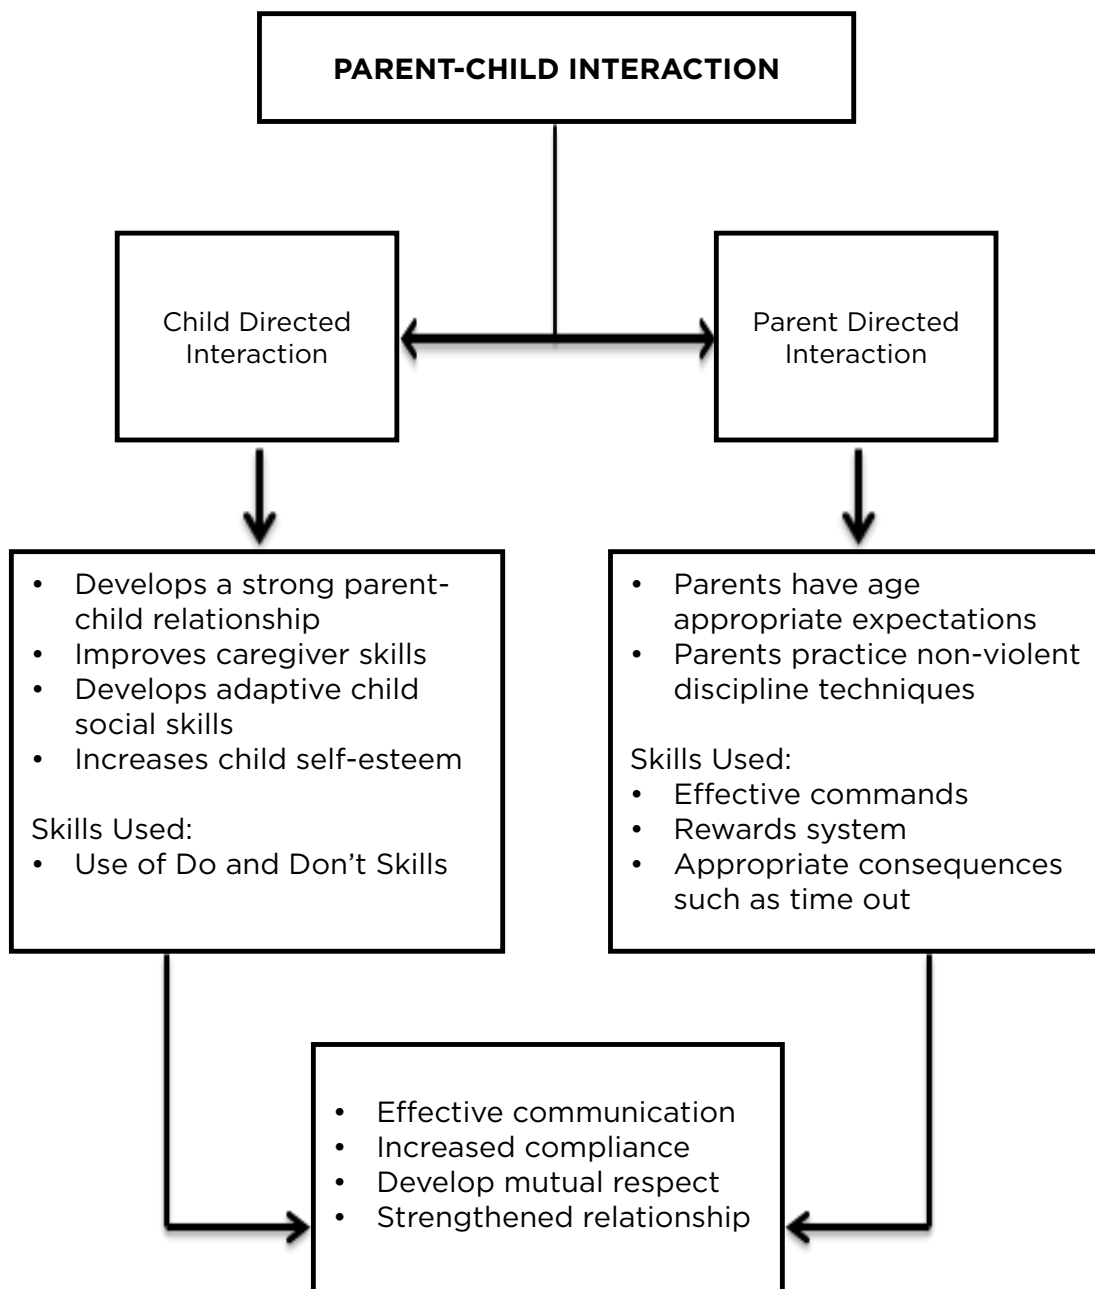 PARENT-CHILD INTERACTION
Child Directed
Interaction
Parent Directed
Interaction
• Develops a strong parent-
child relationship
• Improves caregiver skills
• Develops adaptive child
social skills
• Increases child self-esteem
Skills Used:
• Use of Do and Don’t Skills
• Parents have age
appropriate expectations
• Parents practice non-violent
discipline techniques
Skills Used:
• Effective commands
• Rewards system
• Appropriate consequences
such as time out
• Effective communication
• Increased compliance
• Develop mutual respect
• Strengthened relationship